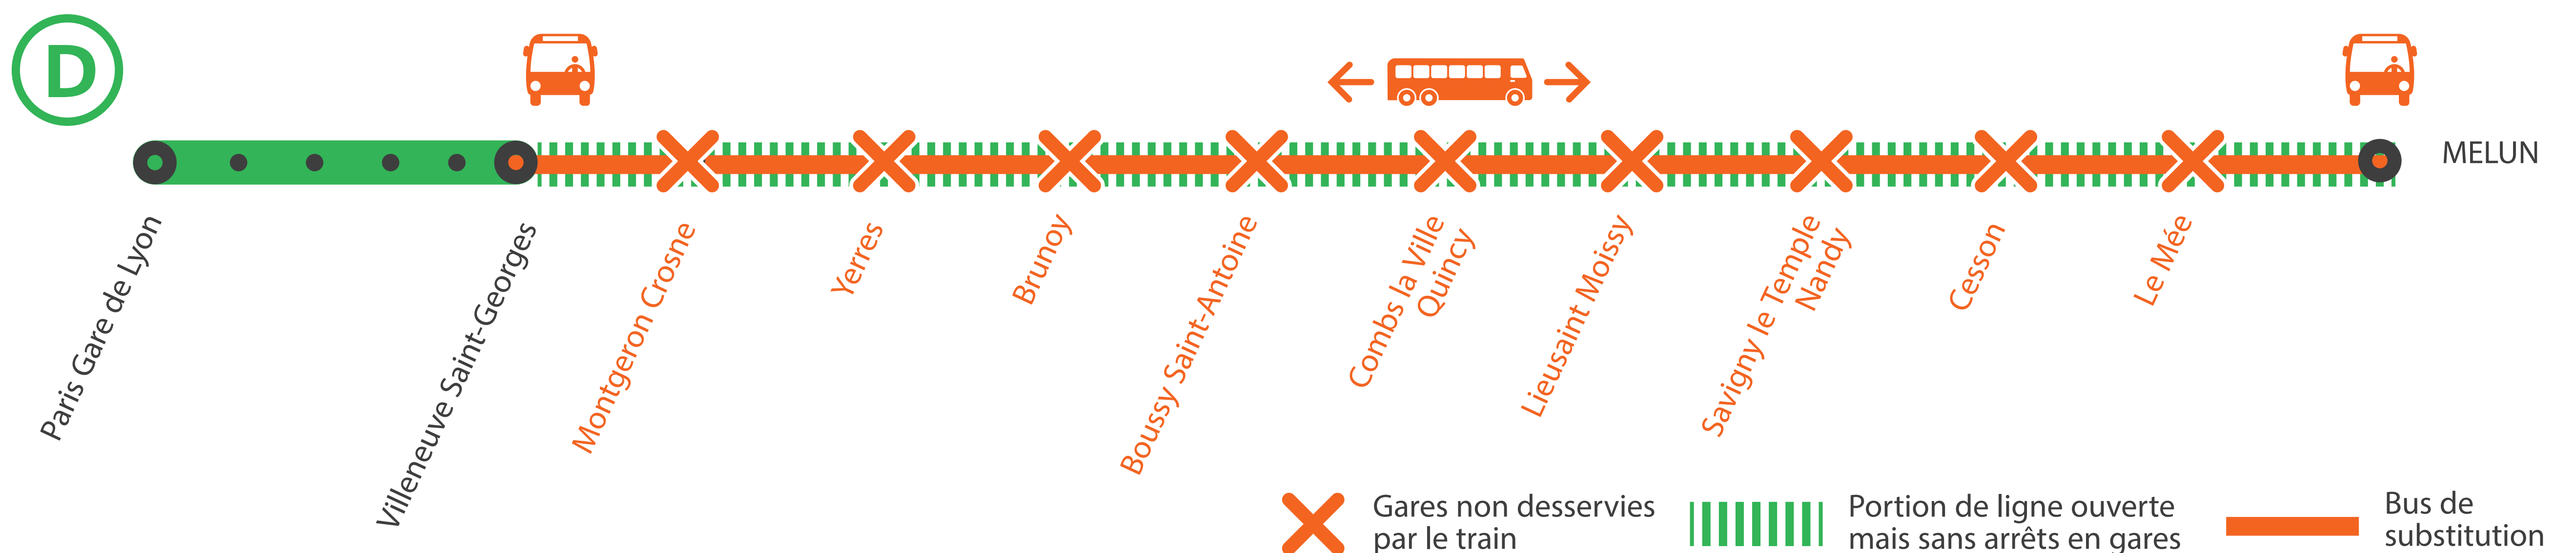 D
MELUN
Paris Gare de Lyon
Villeneuve Saint-Georges
Montgeron Crosne
Yerres
Brunoy
Boussy Saint-Antoine
Combs la Ville
Quincy
Lieusaint Moissy
Savigny le Temple
Nandy
Cesson
Le Mée
Gares non desservies
par le train
Portion de ligne ouverte
mais sans arrêts en gares
Bus de
substitution